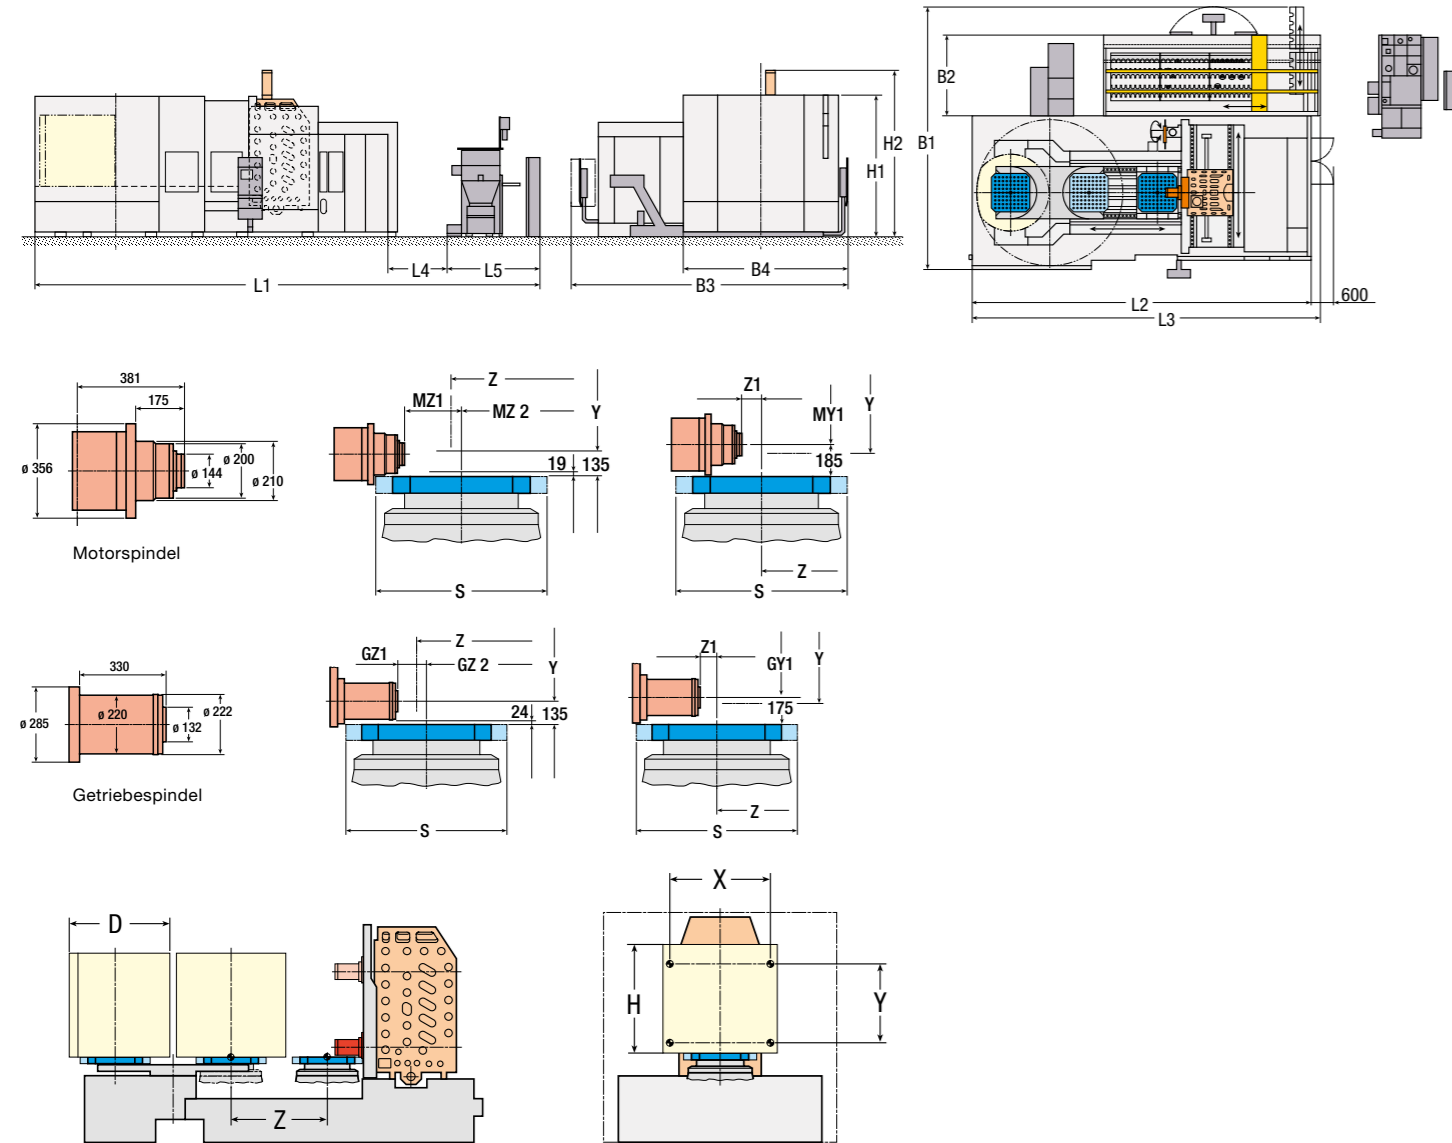 H2
H1
L4
L5
L1
B4
B3
B2
B1
L2
600
L3
381
175
ø 356
ø 144
ø 200
ø 210
Motorspindel
Z
MZ1
MZ 2
Y
19
135
S
Z1
MY1
Y
185
Z
S
330
ø 285
ø 220
ø 132
ø 222
Getriebespindel
Z
GZ1
GZ 2
Y
24
135
S
Z1
GY1
Y
175
Z
S
D
Z
X
H
Y